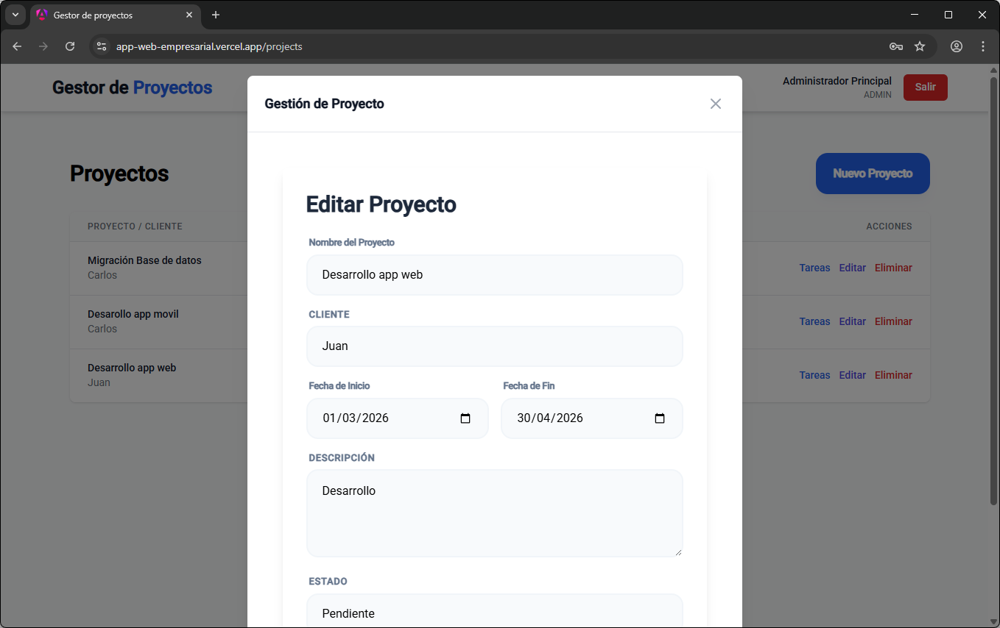 Gestor de proyectos
app-web-empresarial.vercel.app/projects
Gestor de Proyectos
Administrador Principal
ADMIN
Salir
Gestión de Proyecto
Proyectos
Nuevo Proyecto
PROYECTO / CLIENTE
ACCIONES
Migración Base de datos
Carlos
Tareas Editar Eliminar
Desarollo app movil
Carlos
Tareas Editar Eliminar
Desarrollo app web
Juan
Tareas Editar Eliminar
Editar Proyecto
Nombre del Proyecto
Desarrollo app web
CLIENTE
Juan
Fecha de Inicio Fecha de Fin
01/03/2026 30/04/2026
DESCRIPCIÓN
Desarrollo
ESTADO
Pendiente